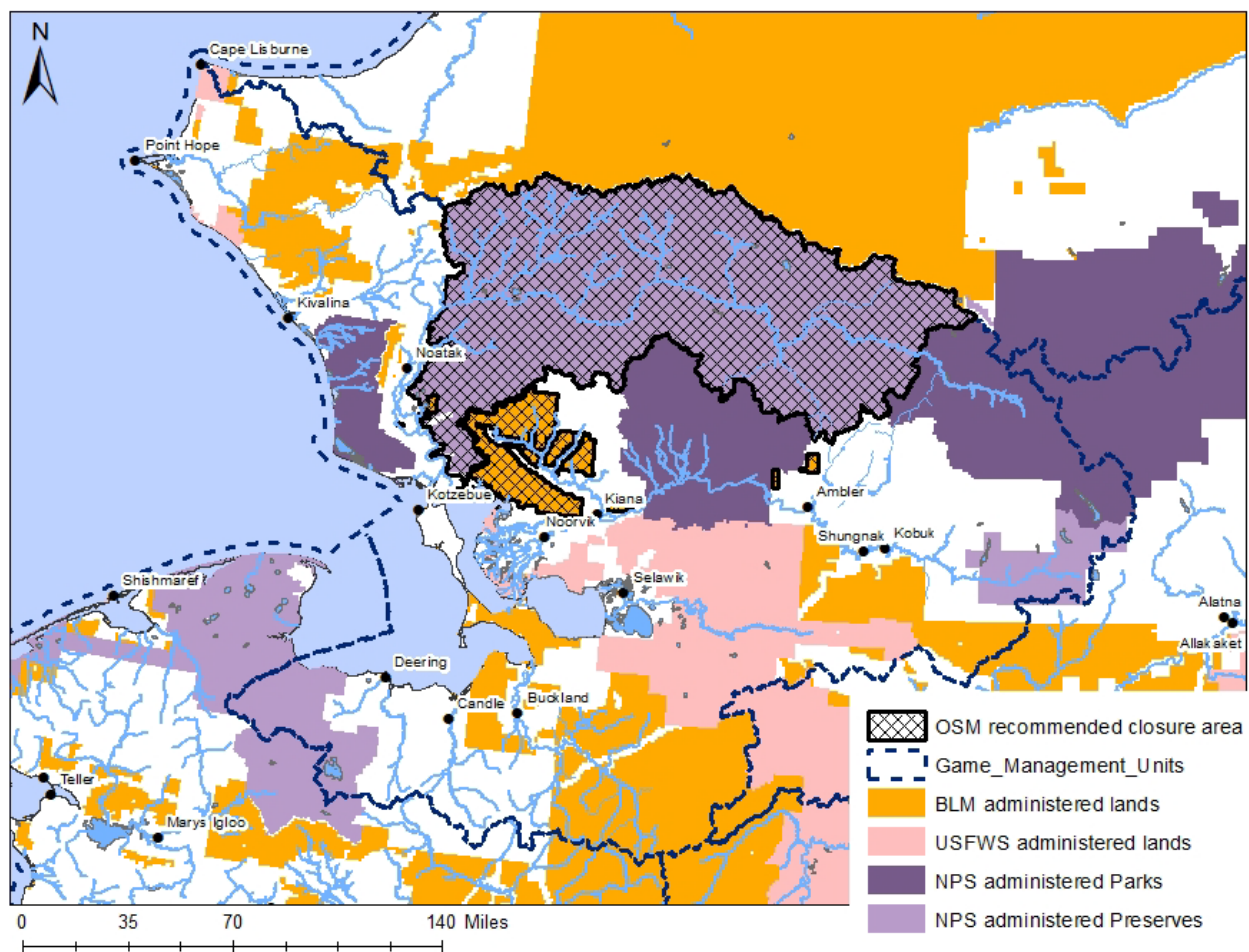 N
Cape Lisburne
Point Hope
Kivalina
Noatak
Kotzebue
Kiana
Ambler
Noorvik
Shungnak
Kobuk
Shishmaref
Selawik
Alatna
Allakaket
Deering
Candle
Buckland
Teller
Marys Igloo
OSM recommended closure area
Game_Management_Units
BLM administered lands
USFWS administered lands
NPS administered Parks
NPS administered Preserves
0 35 70 140 Miles